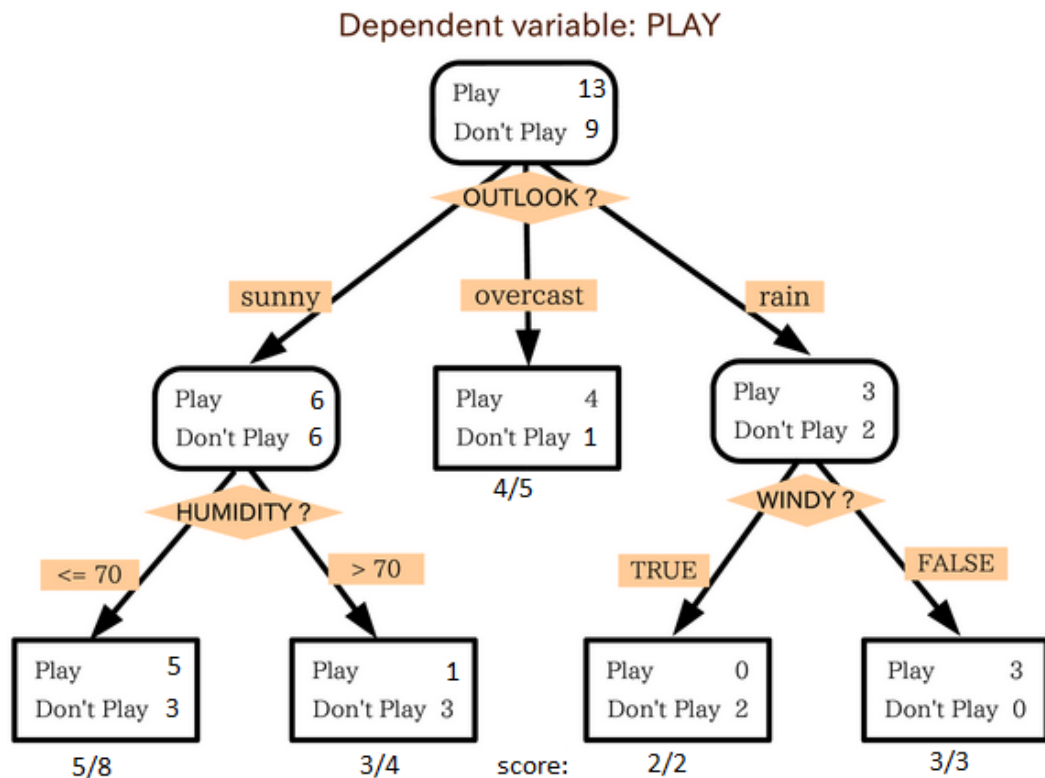 Dependent variable: PLAY
Play 13
Don't Play 9
OUTLOOK ?
sunny
overcast
rain
Play 6
Don't Play 6
Play 4
Don't Play 1
Play 3
Don't Play 2
4/5
HUMIDITY ?
WINDY ?
<= 70
> 70
TRUE
FALSE
Play 5
Don't Play 3
Play 1
Don't Play 3
Play 0
Don't Play 2
Play 3
Don't Play 0
5/8
3/4
score:
2/2
3/3